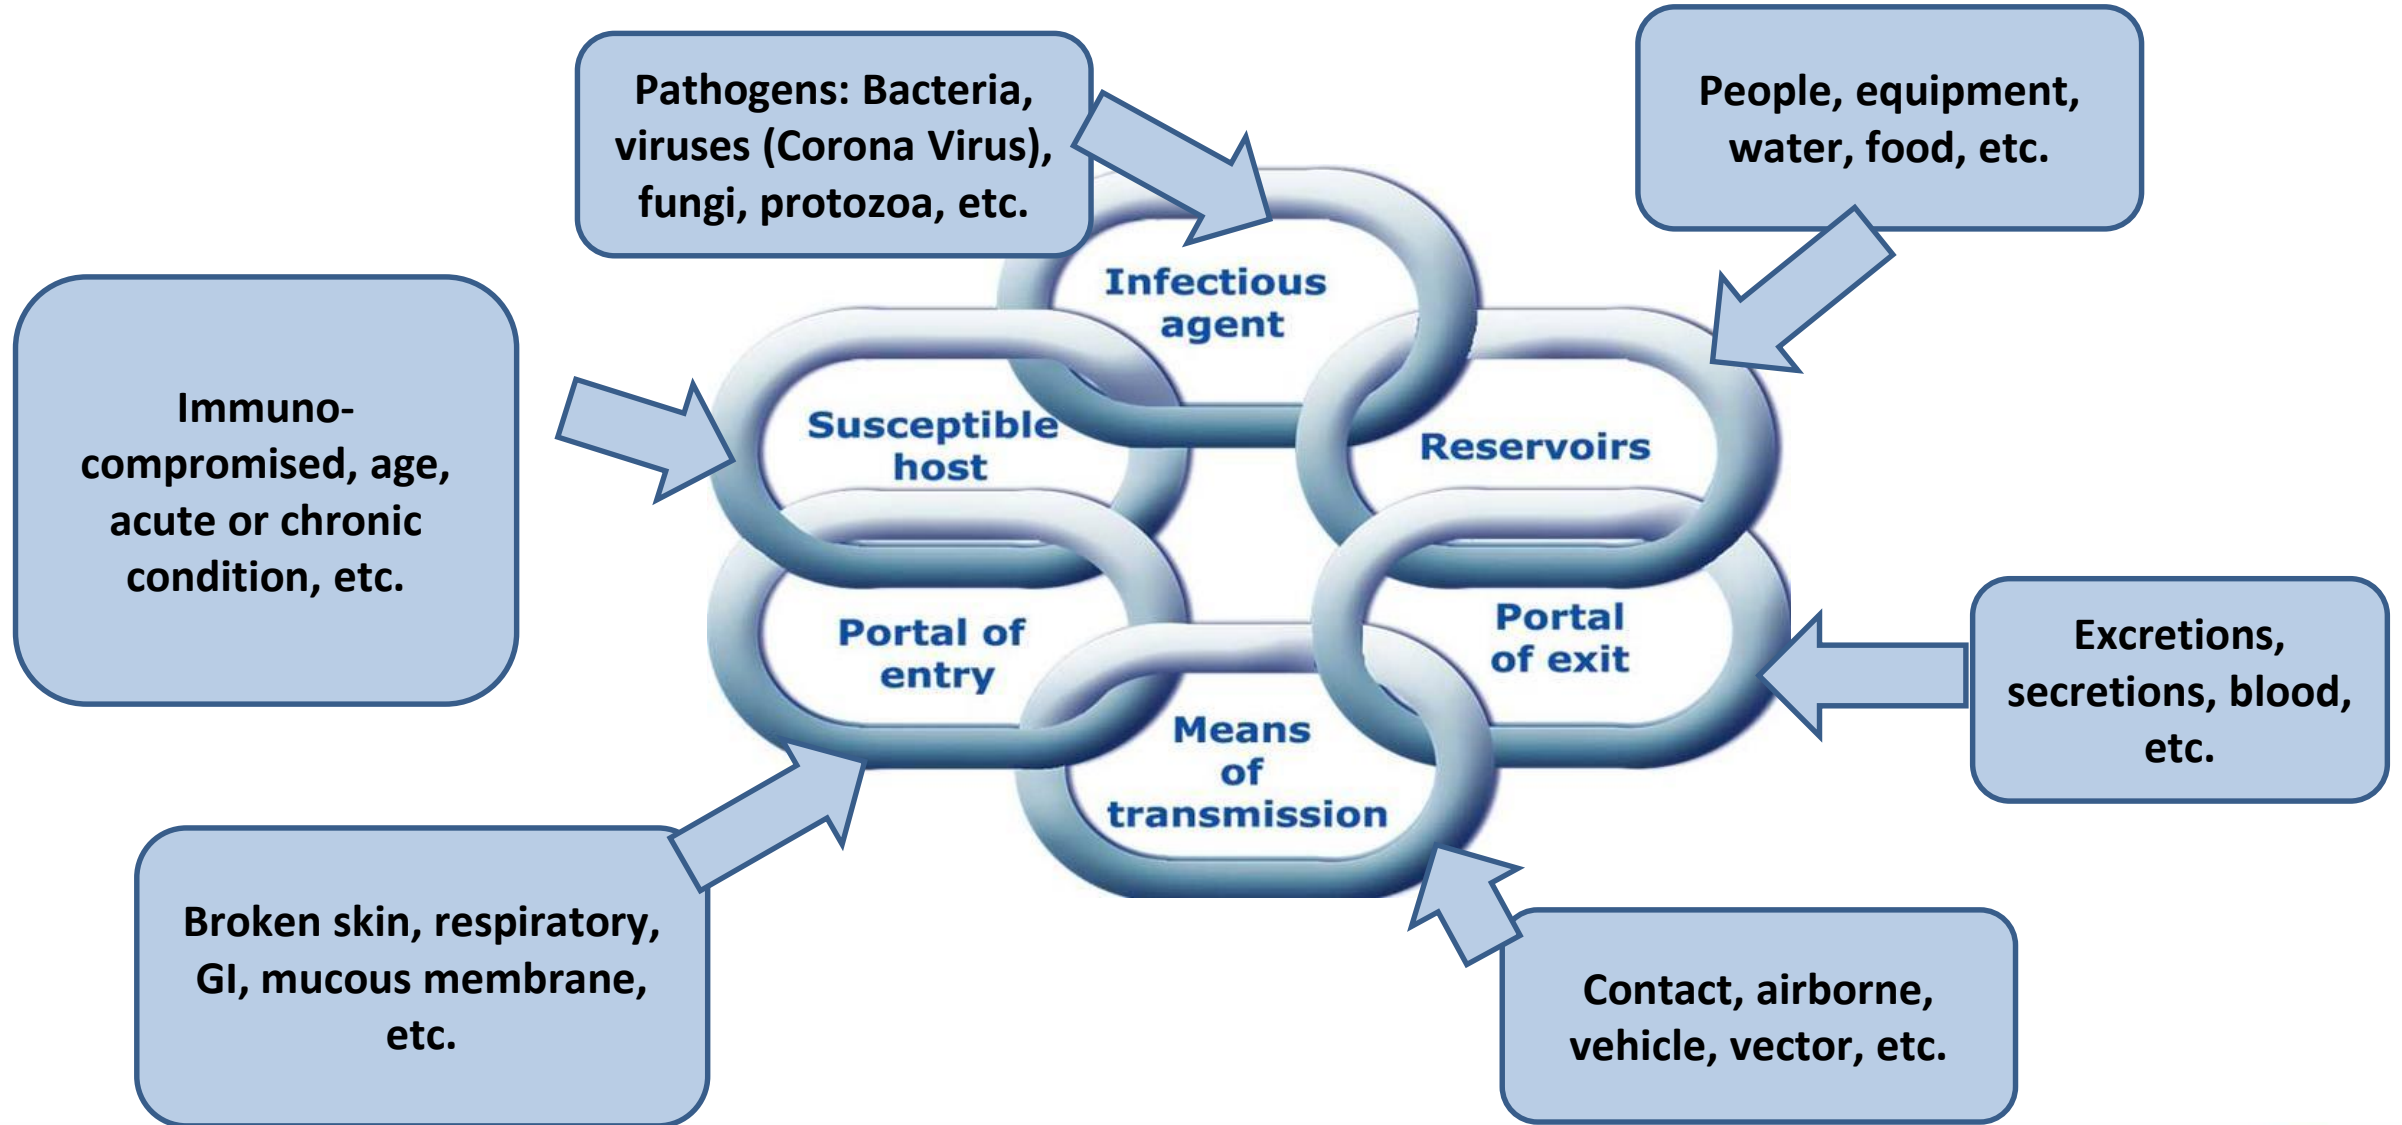 Pathogens: Bacteria,
viruses (Corona Virus),
fungi, protozoa, etc.
People, equipment,
water, food, etc.
Infectious
agent
Immuno-
compromised, age,
acute or chronic
condition, etc.
Susceptible
host
Reservoirs
Portal of
entry
Portal
of exit
Excretions,
secretions, blood,
etc.
Means
of
transmission
Broken skin, respiratory,
GI, mucous membrane,
etc.
Contact, airborne,
vehicle, vector, etc.